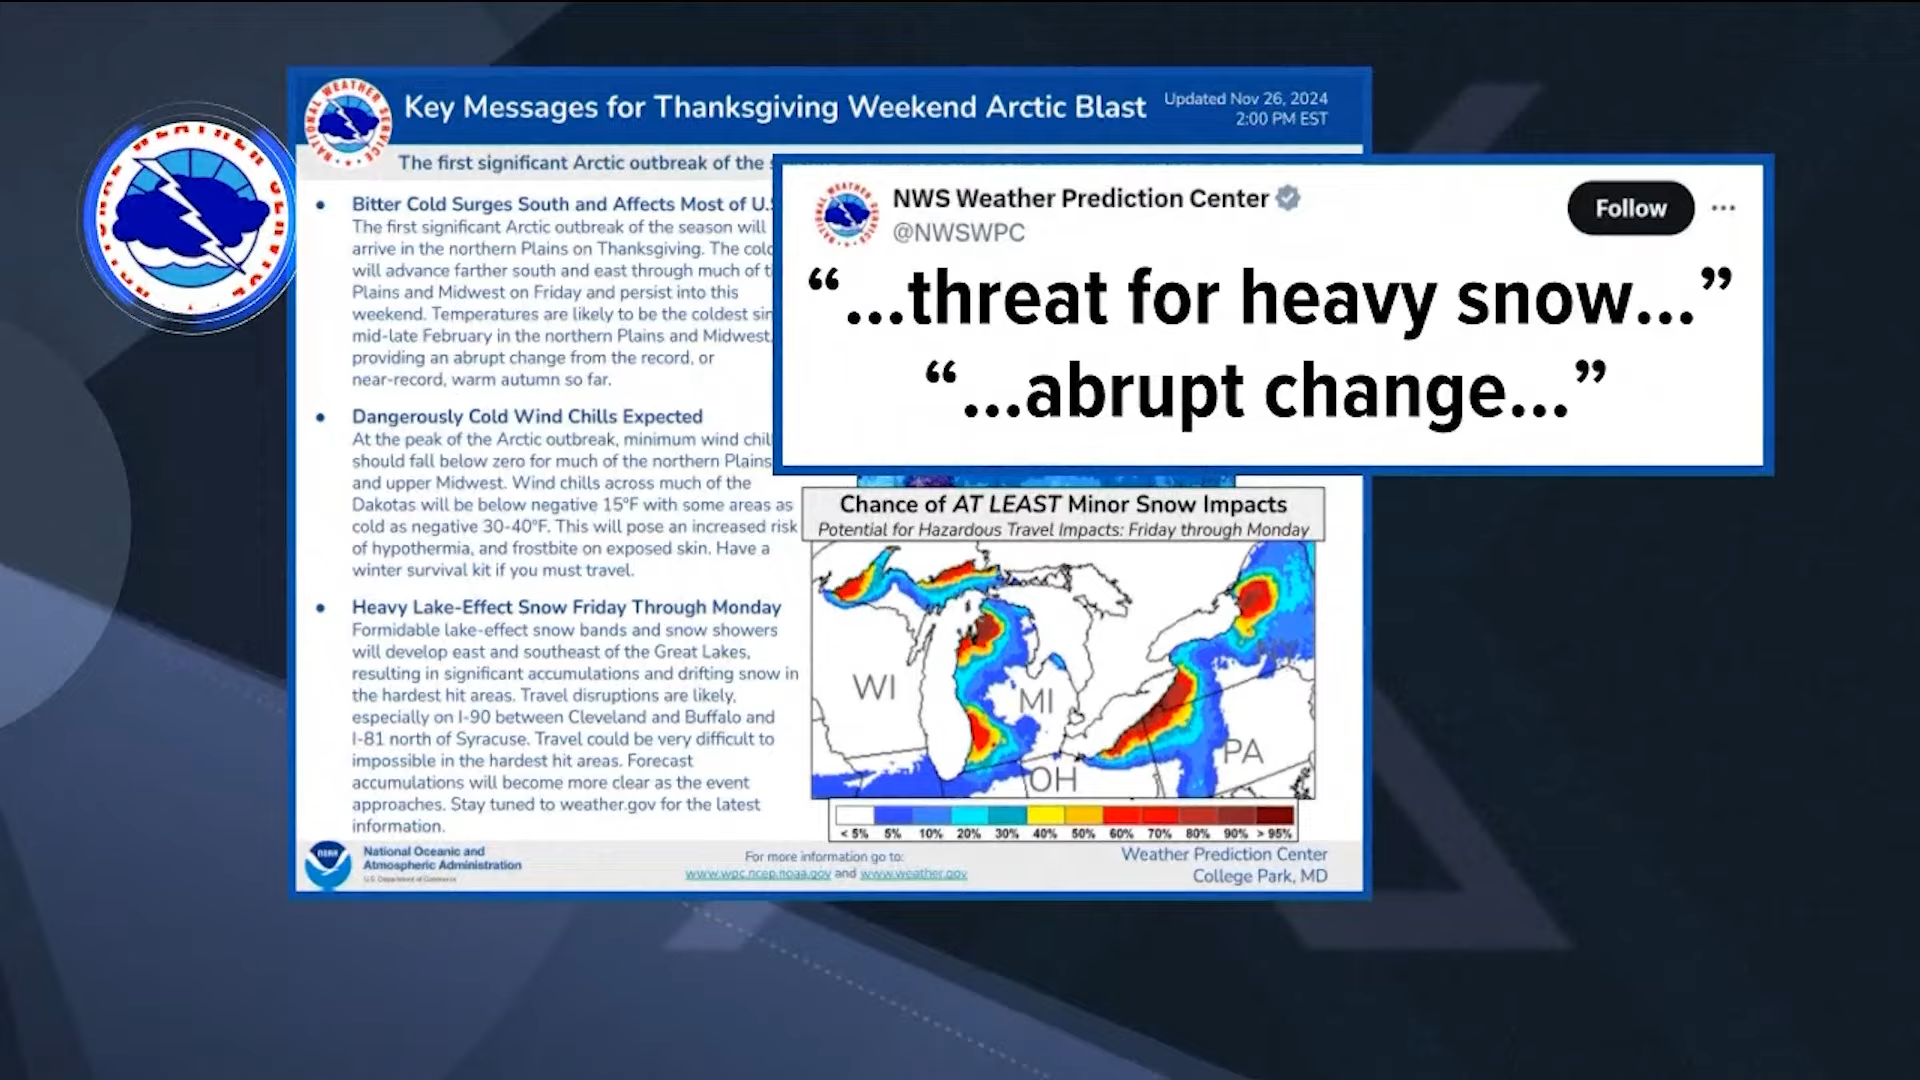 Key Messages for Thanksgiving Weekend Arctic Blast
Updated Nov 26, 2024
2:00 PM EST
NATIONAL WEATHER SERVICE
The first significant Arctic outbreak of the
• Bitter Cold Surges South and Affects Most of U.S
The first significant Arctic outbreak of the season will
arrive in the northern Plains on Thanksgiving. The cold
will advance farther south and east through much of
Plains and Midwest on Friday and persist into this
weekend. Temperatures are likely to be the coldest
mid-late February in the northern Plains and Midwest,
providing an abrupt change from the record, or
near-record, warm autumn so far.
• Dangerously Cold Wind Chills Expected
At the peak of the Arctic outbreak, minimum wind chill
should fall below zero for much of the northern Plains
and upper Midwest. Wind chills across much of the
Dakotas will be below negative 15°F with some areas as
cold as negative 30-40°F. This will pose an increased risk
of hypothermia, and frostbite on exposed skin. Have a
winter survival kit if you must travel.
• Heavy Lake-Effect Snow Friday Through Monday
Formidable lake-effect snow bands and snow showers
will develop east and southeast of the Great Lakes,
resulting in significant accumulations and drifting snow in
the hardest hit areas. Travel disruptions are likely,
especially on I-90 between Cleveland and Buffalo and
I-81 north of Syracuse. Travel could be very difficult to
impossible in the hardest hit areas. Forecast
accumulations will become more clear as the event
approaches. Stay tuned to weather.gov for the latest
information.
NWS Weather Prediction Center
@NWSWPC
Follow
“...threat for heavy snow...”
“...abrupt change...”
Chance of AT LEAST Minor Snow Impacts
Potential for Hazardous Travel Impacts: Friday through Monday
WI
MI
NY
OH
PA
< 5% 5% 10% 20% 30% 40% 50% 60% 70% 80% 90% > 95%
NOAA
National Oceanic and
Atmospheric Administration
U.S. Department of Commerce
For more information go to:
www.wpc.ncep.noaa.gov and www.weather.gov
Weather Prediction Center
College Park, MD